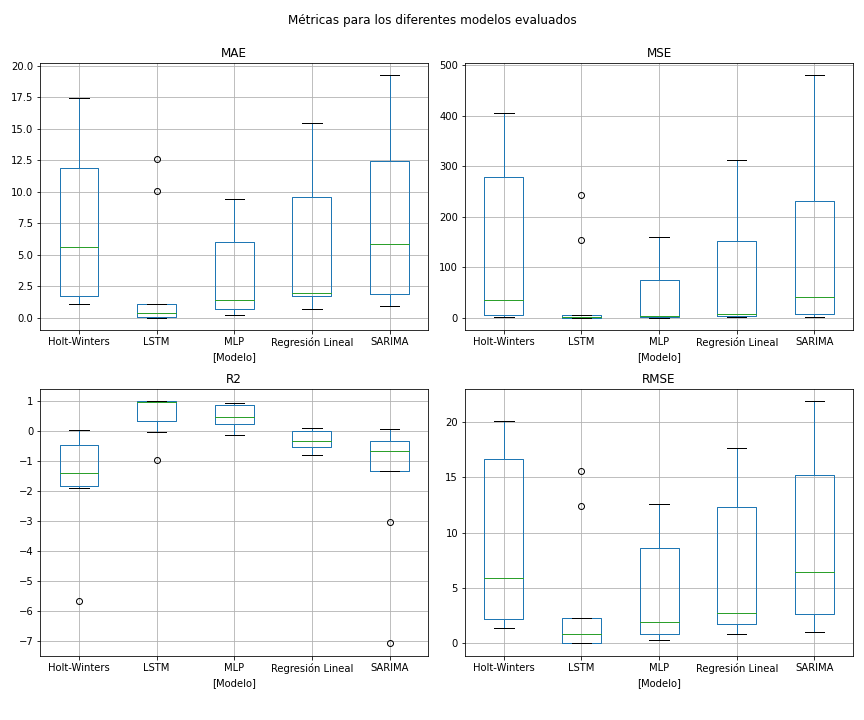 Métricas para los diferentes modelos evaluados
MAE
20.0
17.5
15.0
12.5
10.0
7.5
5.0
2.5
0.0
Holt-Winters LSTM MLP Regresión Lineal SARIMA
[Modelo]
MSE
500
400
300
200
100
0
Holt-Winters LSTM MLP Regresión Lineal SARIMA
[Modelo]
R2
1
0
−1
−2
−3
−4
−5
−6
−7
Holt-Winters LSTM MLP Regresión Lineal SARIMA
[Modelo]
RMSE
20
15
10
5
0
Holt-Winters LSTM MLP Regresión Lineal SARIMA
[Modelo]